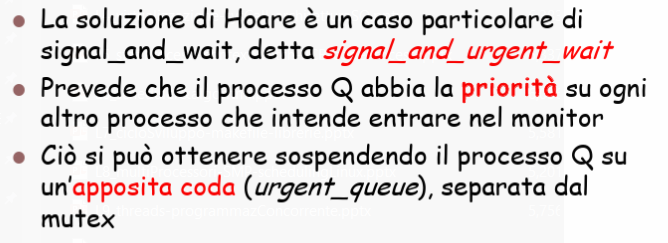 La soluzione di Hoare è un caso particolare di
signal_and_wait, detta signal_and_urgent_wait
Prevede che il processo Q abbia la priorità su ogni
altro processo che intende entrare nel monitor
Ciò si può ottenere sospendendo il processo Q su
un'apposita coda (urgent_queue), separata dal
mutex